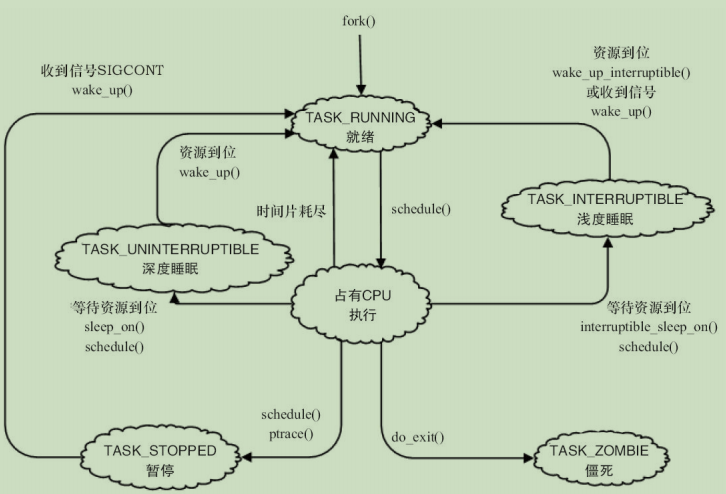 fork()
收到信号SIGCONT
wake_up()
资源到位
wake_up_interruptible()
或收到信号
wake_up()
TASK_RUNNING
就绪
资源到位
wake_up()
时间片耗尽
schedule()
TASK_INTERRUPTIBLE
浅度睡眠
TASK_UNINTERRUPTIBLE
深度睡眠
占有CPU
执行
等待资源到位
sleep_on()
schedule()
等待资源到位
interruptible_sleep_on()
schedule()
schedule()
ptrace()
do_exit()
TASK_STOPPED
暂停
TASK_ZOMBIE
僵死